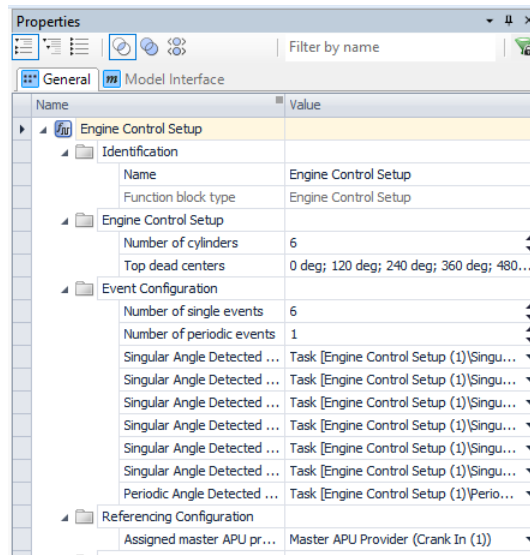 Properties
Filter by name
General m Model Interface
Name Value
Engine Control Setup
Identification
Name Engine Control Setup
Function block type Engine Control Setup
Engine Control Setup
Number of cylinders 6
Top dead centers 0 deg; 120 deg; 240 deg; 360 deg; 480...
Event Configuration
Number of single events 6
Number of periodic events 1
Singular Angle Detected ... Task [Engine Control Setup (1)\Singu...
Singular Angle Detected ... Task [Engine Control Setup (1)\Singu...
Singular Angle Detected ... Task [Engine Control Setup (1)\Singu...
Singular Angle Detected ... Task [Engine Control Setup (1)\Singu...
Singular Angle Detected ... Task [Engine Control Setup (1)\Singu...
Singular Angle Detected ... Task [Engine Control Setup (1)\Singu...
Periodic Angle Detected ... Task [Engine Control Setup (1)\Perio...
Referencing Configuration
Assigned master APU pr... Master APU Provider (Crank In (1))